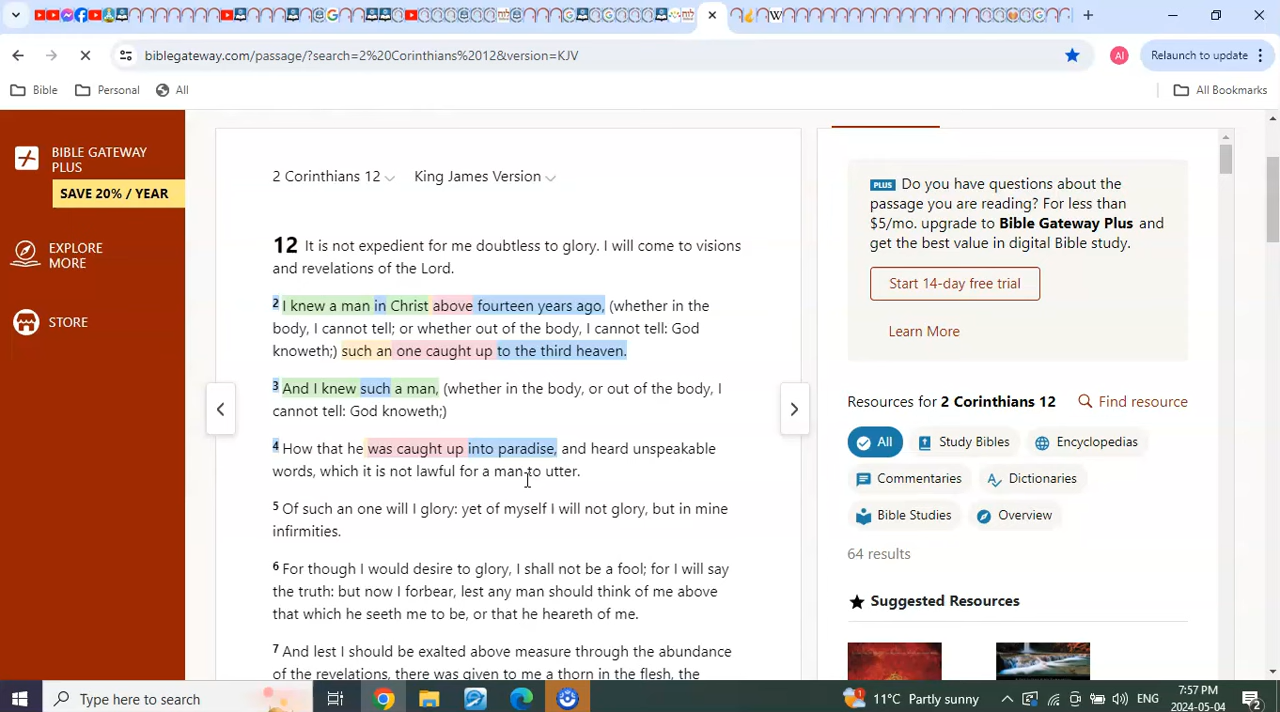 biblegateway.com/passage/?search=2%20Corinthians%2012&version=KJV
AJ
Relaunch to update
Bible
Personal
All
All Bookmarks
BIBLE GATEWAY
PLUS
SAVE 20% / YEAR
EXPLORE
MORE
STORE
2 Corinthians 12
King James Version
12 It is not expedient for me doubtless to glory. I will come to visions
and revelations of the Lord.
2 I knew a man in Christ above fourteen years ago, (whether in the
body, I cannot tell; or whether out of the body, I cannot tell: God
knoweth;) such an one caught up to the third heaven.
3 And I knew such a man, (whether in the body, or out of the body, I
cannot tell: God knoweth;)
4 How that he was caught up into paradise, and heard unspeakable
words, which it is not lawful for a man to utter.
5 Of such an one will I glory: yet of myself I will not glory, but in mine
infirmities.
6 For though I would desire to glory, I shall not be a fool; for I will say
the truth: but now I forbear, lest any man should think of me above
that which he seeth me to be, or that he heareth of me.
7 And lest I should be exalted above measure through the abundance
of the revelations, there was given to me a thorn in the flesh, the
PLUS Do you have questions about the
passage you are reading? For less than
$5/mo. upgrade to Bible Gateway Plus and
get the best value in digital Bible study.
Start 14-day free trial
Learn More
Resources for 2 Corinthians 12
Find resource
All
Study Bibles
Encyclopedias
Commentaries
Dictionaries
Bible Studies
Overview
64 results
Suggested Resources
Type here to search
11°C Partly sunny
ENG
7:57 PM
2024-05-04
2